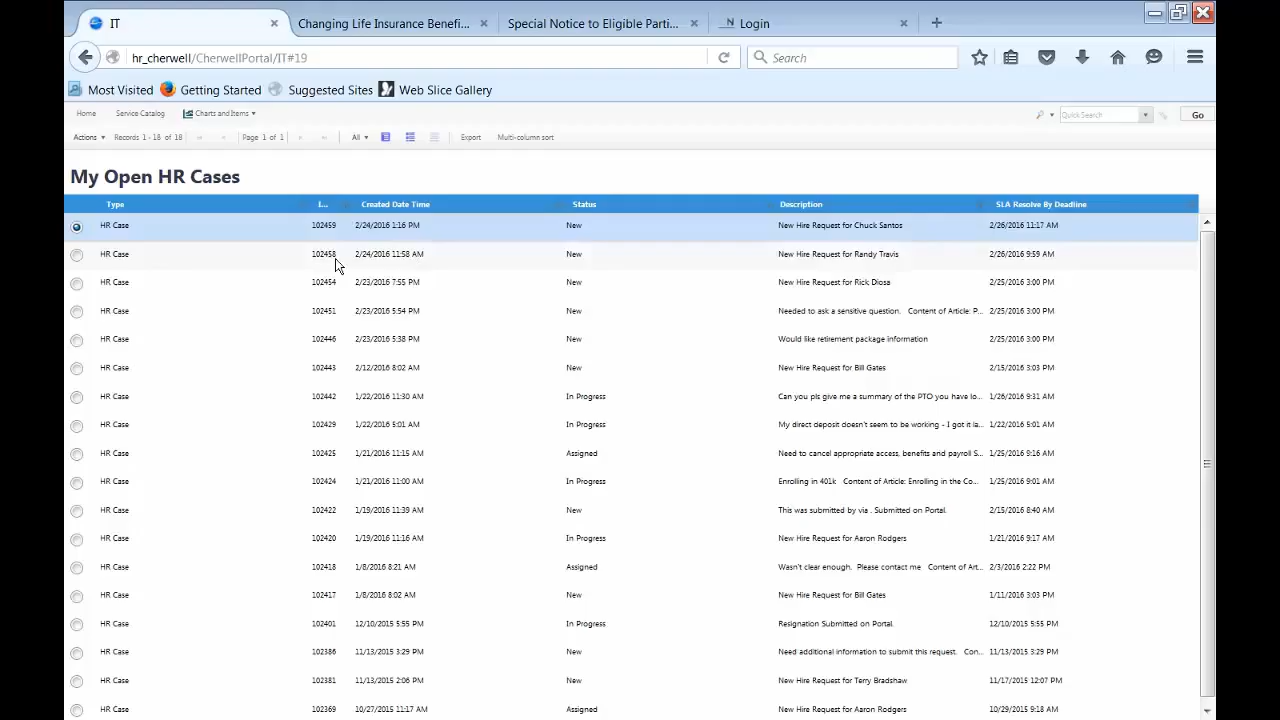 IT
Changing Life Insurance Benefi...
Special Notice to Eligible Parti...
Login
hr_cherwell/CherwellPortal/IT#19
Search
Most Visited Getting Started Suggested Sites Web Slice Gallery
Home Service Catalog Charts and Items Quick Search Go
Actions Records 1 - 18 of 18 Page 1 of 1 All Export Multi-column sort
My Open HR Cases
Type I... Created Date Time Status Description SLA Resolve By Deadline
HR Case 102459 2/24/2016 1:16 PM New New Hire Request for Chuck Santos 2/26/2016 11:17 AM
HR Case 102458 2/24/2016 11:58 AM New New Hire Request for Randy Travis 2/26/2016 9:59 AM
HR Case 102454 2/23/2016 7:55 PM New New Hire Request for Rick Diosa 2/25/2016 3:00 PM
HR Case 102451 2/23/2016 5:54 PM New Needed to ask a sensitive question. Content of Article: P... 2/25/2016 3:00 PM
HR Case 102446 2/23/2016 5:38 PM New Would like retirement package information 2/25/2016 3:00 PM
HR Case 102443 2/12/2016 8:02 AM New New Hire Request for Bill Gates 2/15/2016 3:03 PM
HR Case 102442 1/22/2016 11:30 AM In Progress Can you pls give me a summary of the PTO you have lo... 1/26/2016 9:31 AM
HR Case 102429 1/22/2016 5:01 AM In Progress My direct deposit doesn't seem to be working - I got it la... 1/22/2016 5:01 AM
HR Case 102425 1/21/2016 11:15 AM Assigned Need to cancel appropriate access, benefits and payroll S... 1/25/2016 9:16 AM
HR Case 102424 1/21/2016 11:00 AM In Progress Enrolling in 401k Content of Article: Enrolling in the Co... 1/25/2016 9:01 AM
HR Case 102422 1/19/2016 11:39 AM New This was submitted by via . Submitted on Portal. 2/15/2016 8:40 AM
HR Case 102420 1/19/2016 11:16 AM In Progress New Hire Request for Aaron Rodgers 1/21/2016 9:17 AM
HR Case 102418 1/8/2016 8:21 AM Assigned Wasn't clear enough. Please contact me Content of Art... 2/3/2016 2:22 PM
HR Case 102417 1/8/2016 8:02 AM New New Hire Request for Bill Gates 1/11/2016 3:03 PM
HR Case 102401 12/10/2015 5:55 PM In Progress Resignation Submitted on Portal. 12/10/2015 5:55 PM
HR Case 102386 11/13/2015 3:29 PM New Need additional information to submit this request. Con... 11/13/2015 3:29 PM
HR Case 102381 11/13/2015 2:06 PM New New Hire Request for Terry Bradshaw 11/17/2015 12:07 PM
HR Case 102369 10/27/2015 11:17 AM Assigned New Hire Request for Aaron Rodgers 10/29/2015 9:18 AM